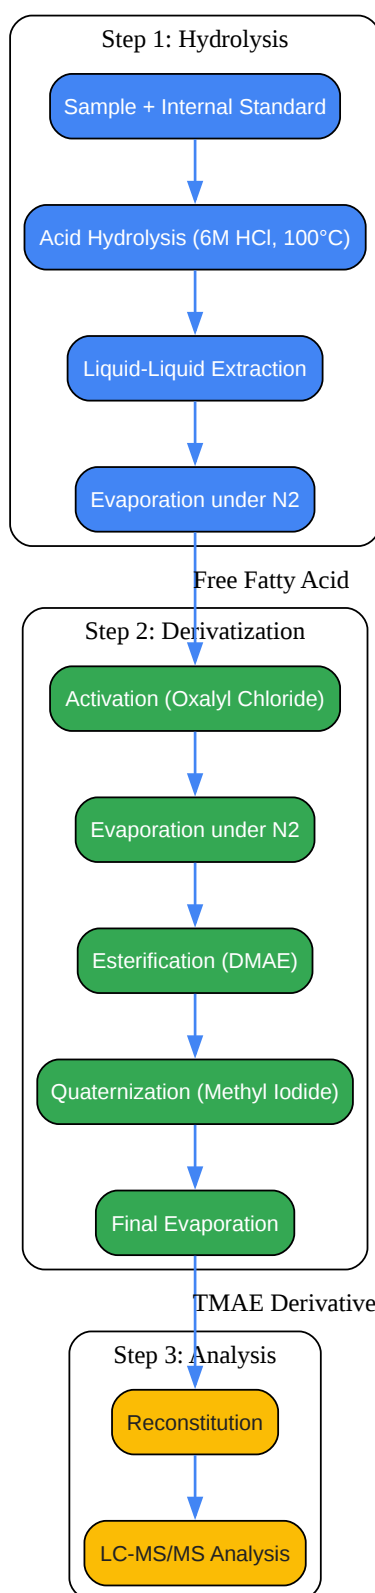 Step 1: Hydrolysis
Sample + Internal Standard
Acid Hydrolysis (6M HCl, 100°C)
Liquid-Liquid Extraction
Evaporation under N2
Free Fatty Acid
Step 2: Derivatization
Activation (Oxalyl Chloride)
Evaporation under N2
Esterification (DMAE)
Quaternization (Methyl Iodide)
Final Evaporation
TMAE Derivative
Step 3: Analysis
Reconstitution
LC-MS/MS Analysis